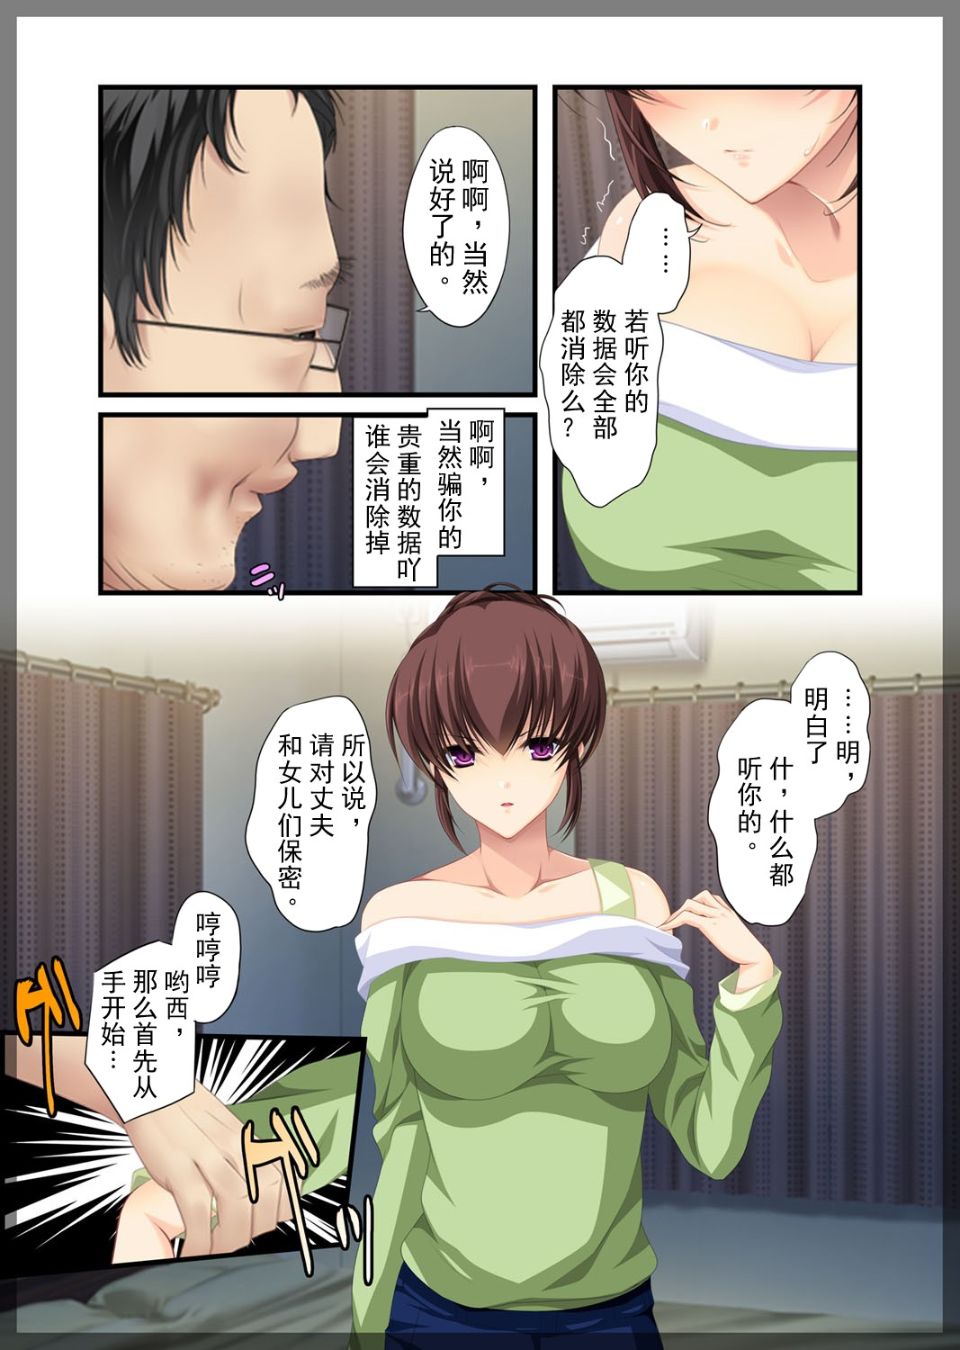 ……
若听你的
数据会全部
都消除么？
啊啊，当然
说好了的。
啊啊，
当然骗你的
贵重的数据吖
谁会消除掉
……明，
明白了
什，什么都
听你的。
所以说，
请对丈夫
和女儿们保密。
哼哼哼
哟西，
那么首先从
手开始…